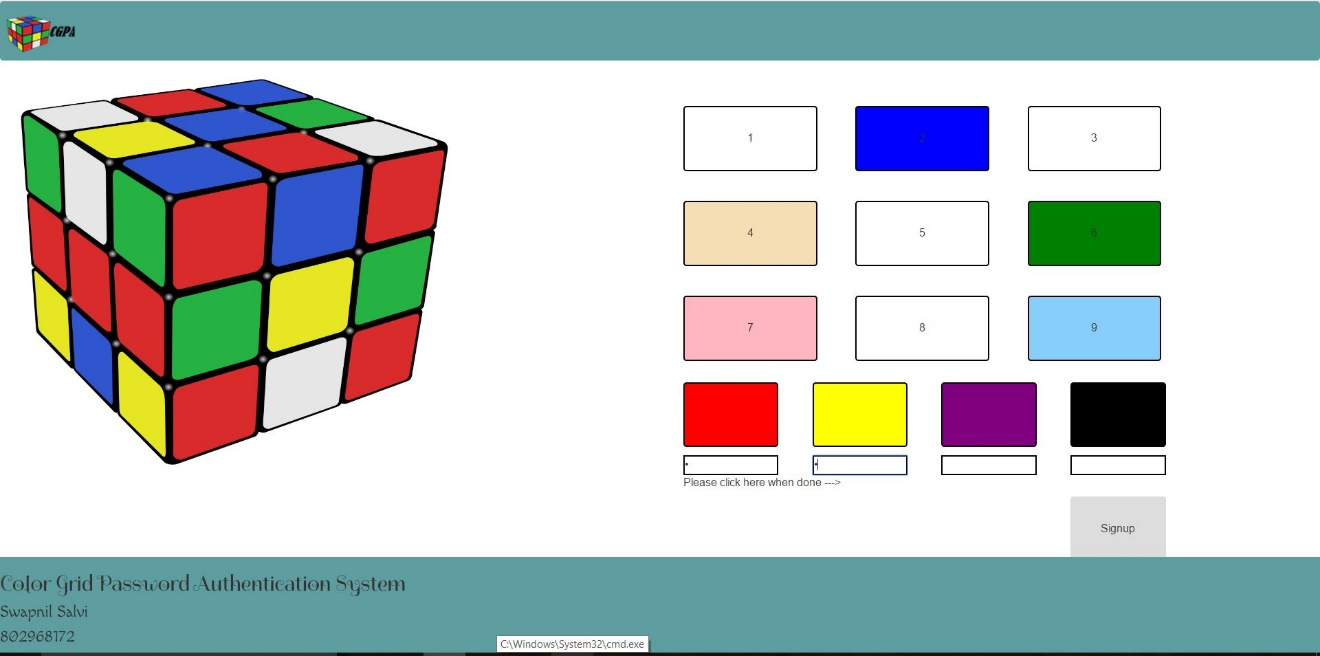 CGPA
1 2 3
4 5 6
7 8 9
Please click here when done --->
Signup
Color Grid Password Authentication System
Swapnil Salvi
802968172
C:\Windows\System32\cmd.exe